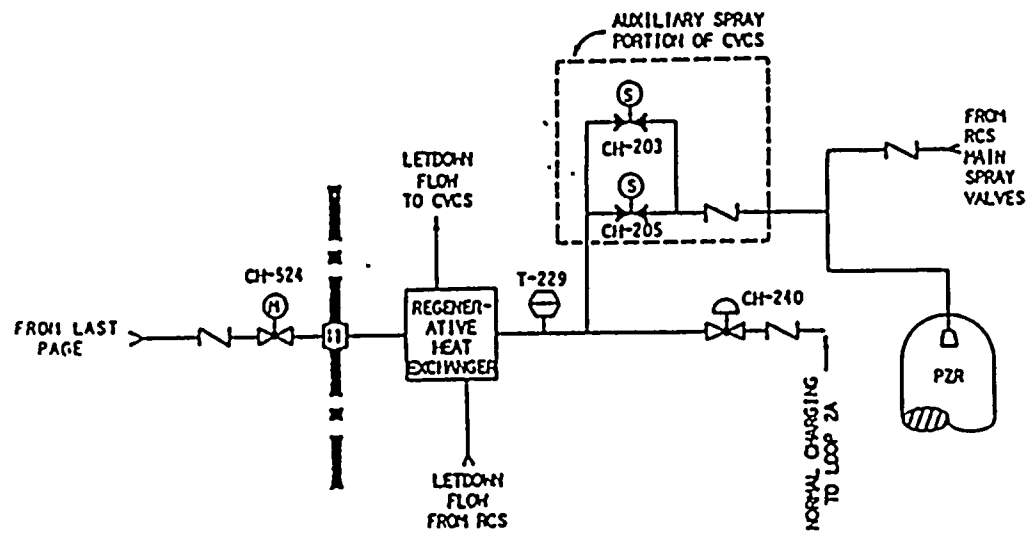 AUXILIARY SPRAY
PORTION OF CVCS
S
CH-203
S
CH-205
FROM
RCS
MAIN
SPRAY
VALVES
LETDOWN
FLOW
TO CVCS
CH-524
M
T-229
CH-240
FROM LAST
PAGE
REGENER-
ATIVE
HEAT
EXCHANGER
PZR
LETDOWN
FLOW
FROM RCS
NORMAL CHARGING
TO LOOP 2A